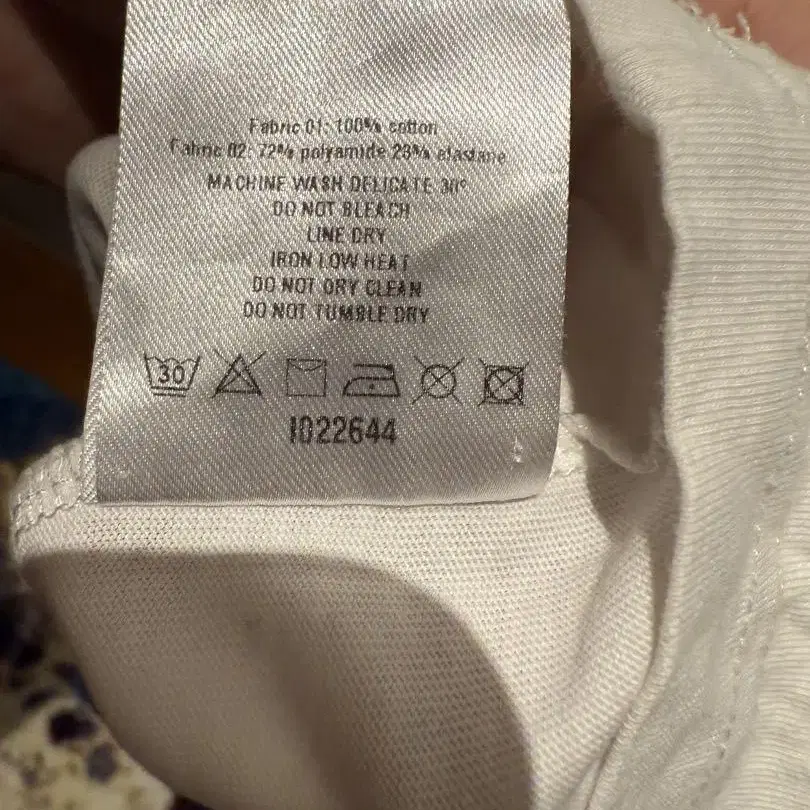 Fabric 01: 100% cotton
Fabric 02: 72% polyamide 28% elastane
MACHINE WASH DELICATE 30°
DO NOT BLEACH
LINE DRY
IRON LOW HEAT
DO NOT DRY CLEAN
DO NOT TUMBLE DRY
30
I022644